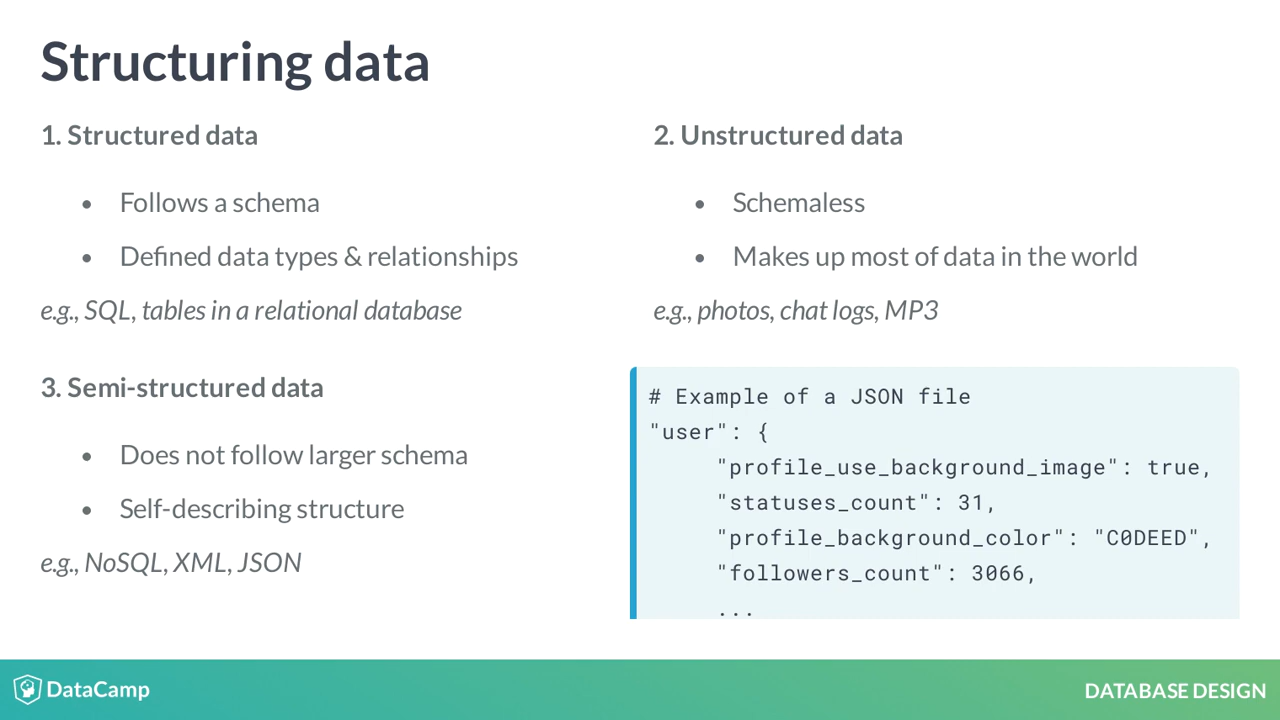 Structuring data
1. Structured data
• Follows a schema
• Defined data types & relationships
e.g., SQL, tables in a relational database
2. Unstructured data
• Schemaless
• Makes up most of data in the world
e.g., photos, chat logs, MP3
3. Semi-structured data
• Does not follow larger schema
• Self-describing structure
e.g., NoSQL, XML, JSON
# Example of a JSON file
"user": {
     "profile_use_background_image": true,
     "statuses_count": 31,
     "profile_background_color": "C0DEED",
     "followers_count": 3066,
     ...
DataCamp
DATABASE DESIGN